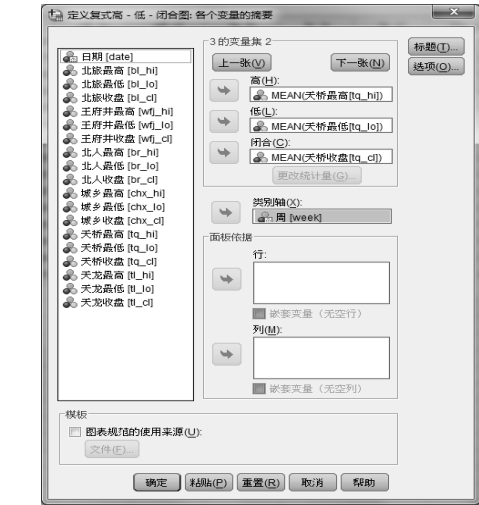 定义复式高 - 低 - 闭合图: 各个变量的摘要
日期 [date]
北旅最高 [bl_hi]
北旅最低 [bl_lo]
北旅收盘 [bl_cl]
王府井最高 [wfj_hi]
王府井最低 [wfj_lo]
王府井收盘 [wfj_cl]
北人最高 [br_hi]
北人最低 [br_lo]
北人收盘 [br_cl]
城乡最高 [chx_hi]
城乡最低 [chx_lo]
城乡收盘 [chx_cl]
天桥最高 [tq_hi]
天桥最低 [tq_lo]
天桥收盘 [tq_cl]
天龙最高 [tl_hi]
天龙最低 [tl_lo]
天龙收盘 [tl_cl]
3 的变量集 2
上一张(V) 下一张(N)
高(H):
MEAN(天桥最高[tq_hi])
低(L):
MEAN(天桥最低[tq_lo])
闭合(C):
MEAN(天桥收盘[tq_cl])
更改统计量(G)...
类别轴(X):
周 [week]
面板依据
行:
嵌套变量（无空行）
列(M):
嵌套变量（无空列）
标题(T)...
选项(O)...
模板
图表规范的使用来源(U):
文件(F)...
确定 粘贴(P) 重置(R) 取消 帮助